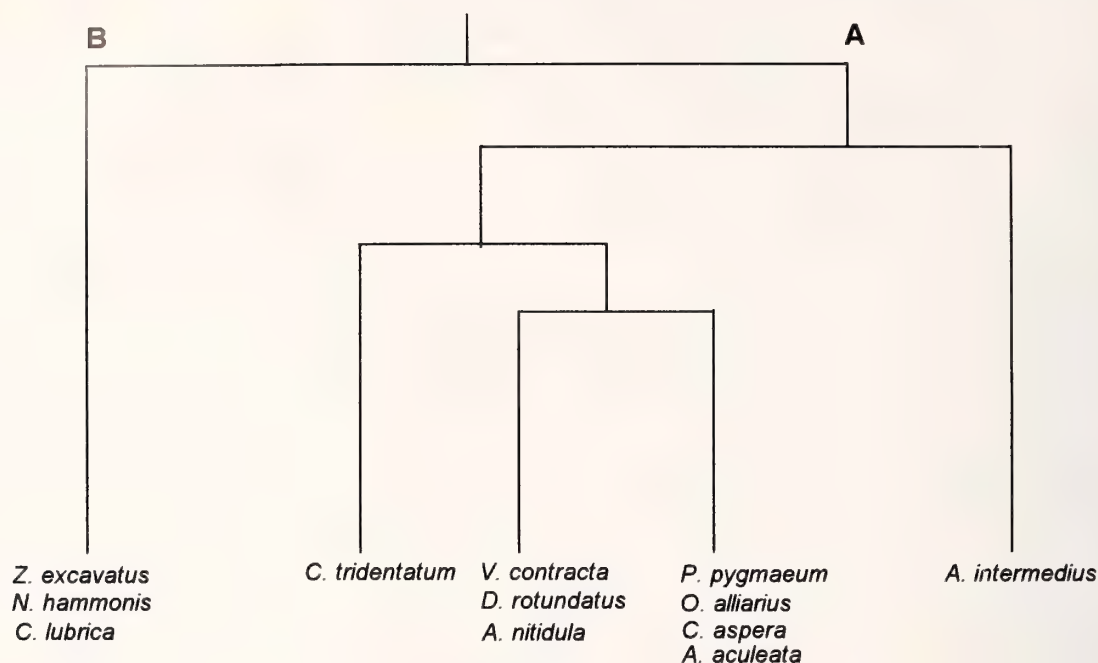 B
A
Z. excavatus
N. hammonis
C. lubrica
C. tridentatum
V. contracta
D. rotundatus
A. nitidula
P. pygmaeum
O. alliarius
C. aspera
A. aculeata
A. intermedius